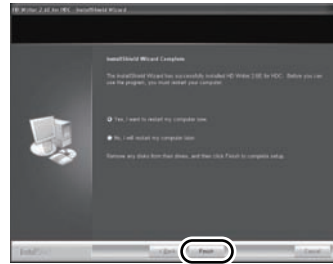 HD Writer 2.6E for HDC - InstallShield Wizard
InstallShield Wizard Complete
The InstallShield Wizard has successfully installed HD Writer 2.6E for HDC. Before you can
use the program, you must restart your computer.
Yes, I want to restart my computer now.
No, I will restart my computer later.
Remove any disks from their drives, and then click Finish to complete setup.
InstallShield
< Back
Finish
Cancel